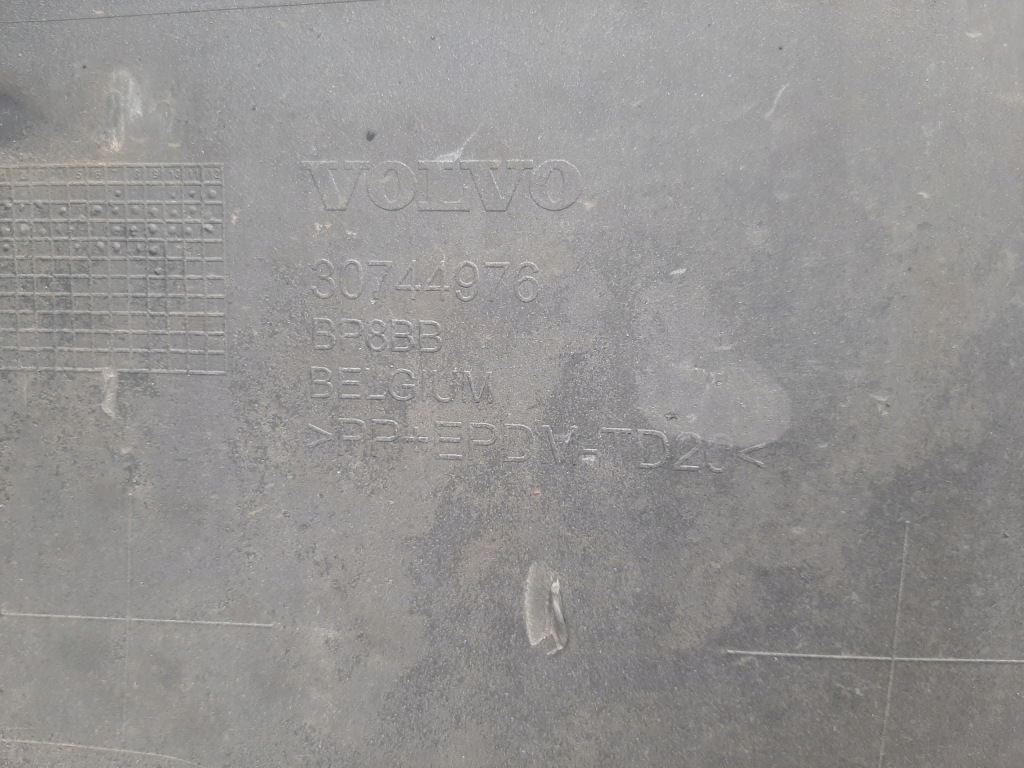 VOLVO
30744976
BP8BB
BELGIUM
>PP+EPDM-TD20<